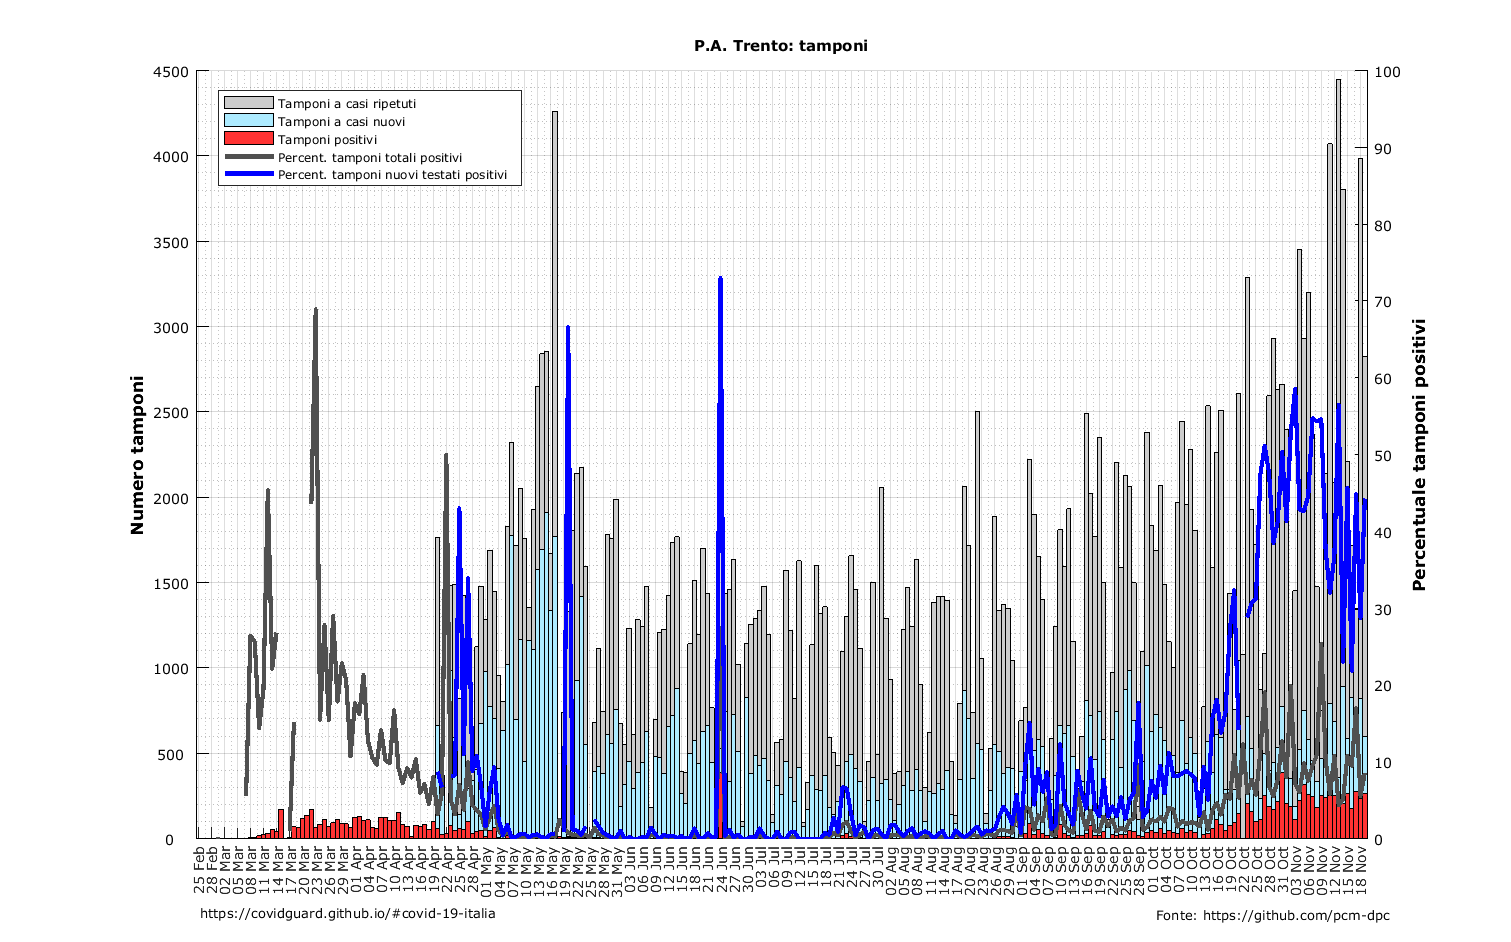 P.A. Trento: tamponi
Tamponi a casi ripetuti
Tamponi a casi nuovi
Tamponi positivi
Percent. tamponi totali positivi
Percent. tamponi nuovi testati positivi
Numero tamponi
4500
4000
3500
3000
2500
2000
1500
1000
500
0
Percentuale tamponi positivi
100
90
80
70
60
50
40
30
20
10
0
25 Feb
28 Feb
02 Mar
05 Mar
08 Mar
11 Mar
14 Mar
17 Mar
20 Mar
23 Mar
26 Mar
29 Mar
01 Apr
04 Apr
07 Apr
10 Apr
13 Apr
16 Apr
19 Apr
22 Apr
25 Apr
28 Apr
01 May
04 May
07 May
10 May
13 May
16 May
19 May
22 May
25 May
28 May
31 May
03 Jun
06 Jun
09 Jun
12 Jun
15 Jun
18 Jun
21 Jun
24 Jun
27 Jun
30 Jun
03 Jul
06 Jul
09 Jul
12 Jul
15 Jul
18 Jul
21 Jul
24 Jul
27 Jul
30 Jul
02 Aug
05 Aug
08 Aug
11 Aug
14 Aug
17 Aug
20 Aug
23 Aug
26 Aug
29 Aug
01 Sep
04 Sep
07 Sep
10 Sep
13 Sep
16 Sep
19 Sep
22 Sep
25 Sep
28 Sep
01 Oct
04 Oct
07 Oct
10 Oct
13 Oct
16 Oct
19 Oct
22 Oct
25 Oct
28 Oct
31 Oct
03 Nov
06 Nov
09 Nov
12 Nov
15 Nov
18 Nov
https://covidguard.github.io/#covid-19-italia
Fonte: https://github.com/pcm-dpc